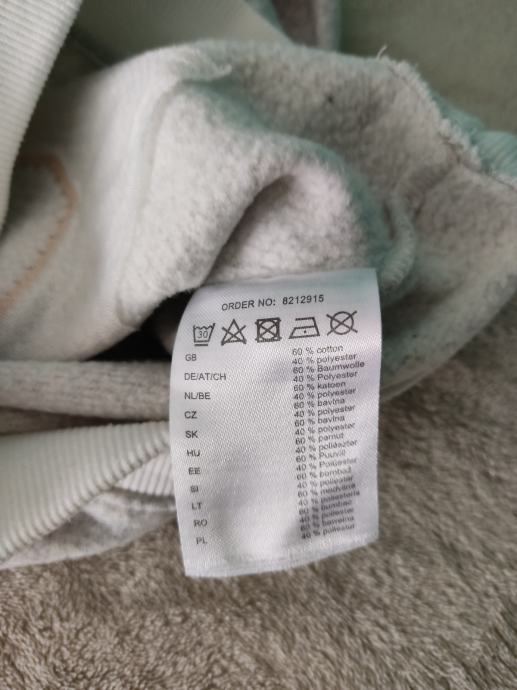 ORDER NO: 8212915
30
GB 60 % cotton
40 % polyester
DE/AT/CH 60 % Baumwolle
40 % Polyester
NL/BE 60 % katoen
40 % polyester
CZ 60 % bavlna
40 % polyester
SK 60 % bavlna
40 % polyester
HU 60 % pamut
40 % poliészter
EE 60 % Puuvill
40 % Polüester
SI 60 % bombaž
40 % poliester
LT 60 % medvilnė
40 % poliesteris
RO 60 % bumbac
40 % poliester
PL 60 % bawełna
40 % poliester